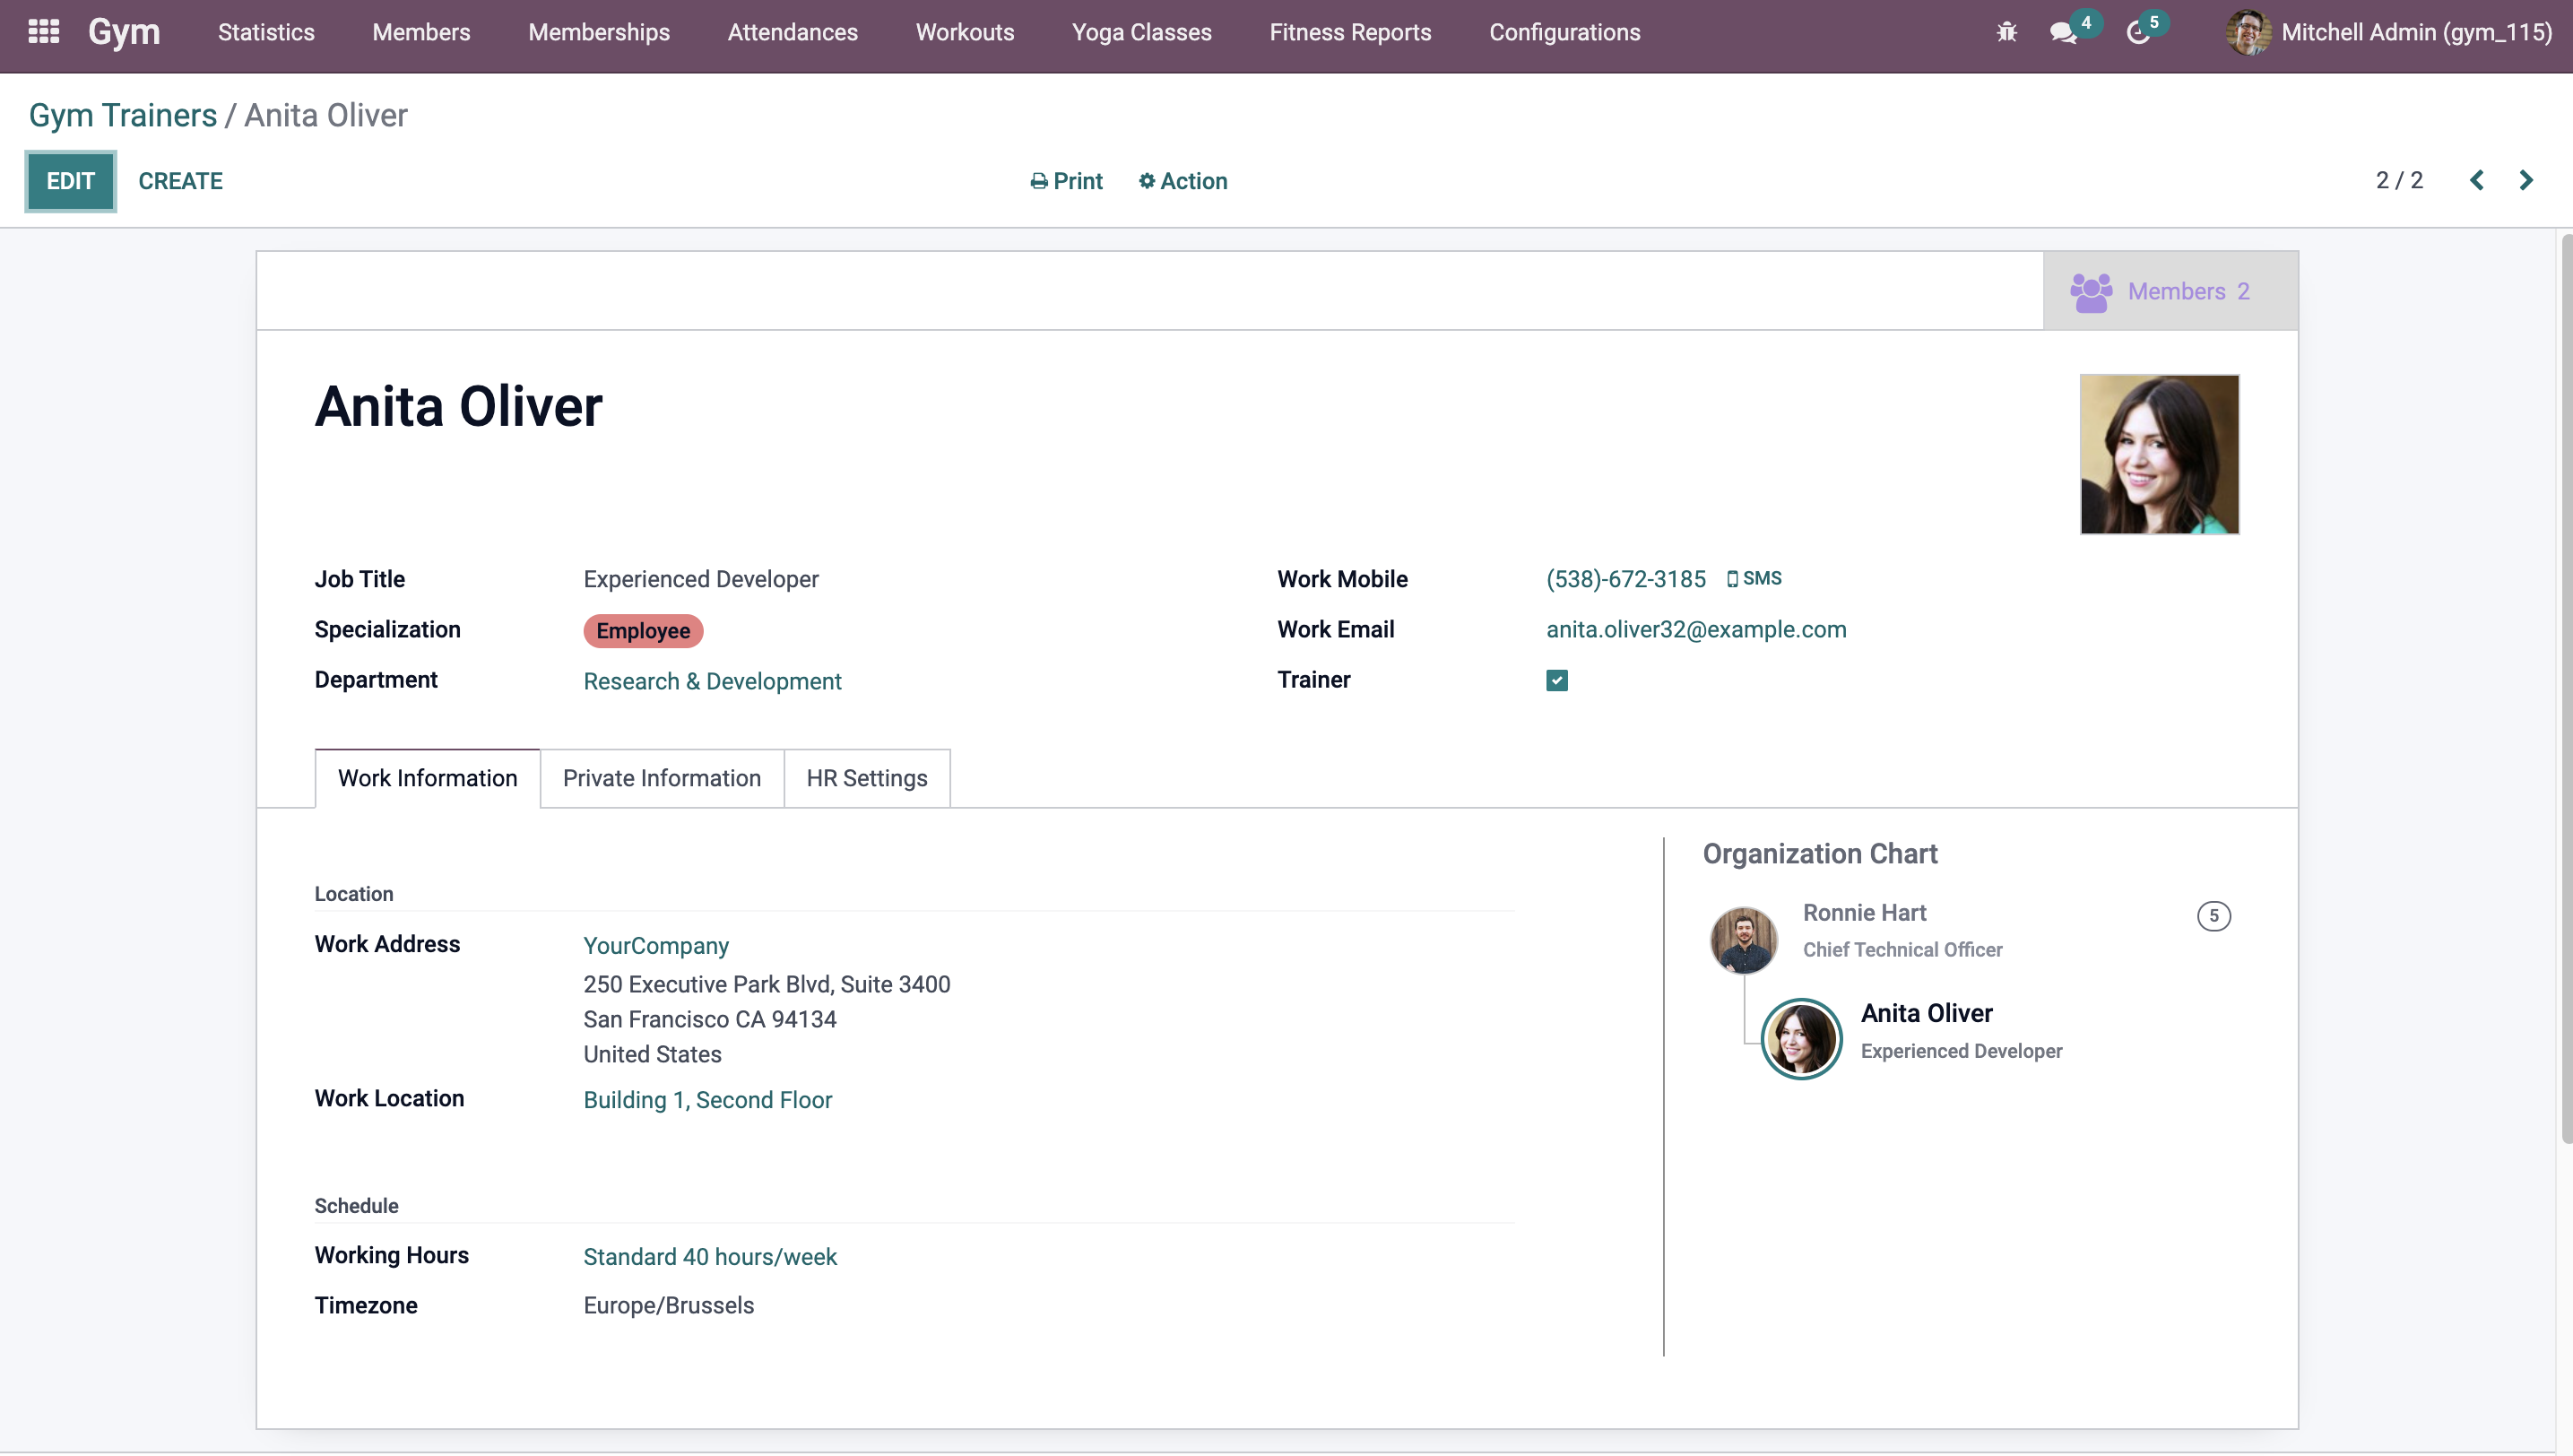 Gym Statistics Members Memberships Attendances Workouts Yoga Classes Fitness Reports Configurations 4 5 Mitchell Admin (gym_115)
Gym Trainers / Anita Oliver
EDIT CREATE Print Action 2 / 2
Members 2
Anita Oliver
Job Title Experienced Developer
Specialization Employee
Department Research & Development
Work Mobile (538)-672-3185 SMS
Work Email anita.oliver32@example.com
Trainer
Work Information Private Information HR Settings
Location
Work Address YourCompany
250 Executive Park Blvd, Suite 3400
San Francisco CA 94134
United States
Work Location Building 1, Second Floor
Schedule
Working Hours Standard 40 hours/week
Timezone Europe/Brussels
Organization Chart
Ronnie Hart 5
Chief Technical Officer
Anita Oliver
Experienced Developer